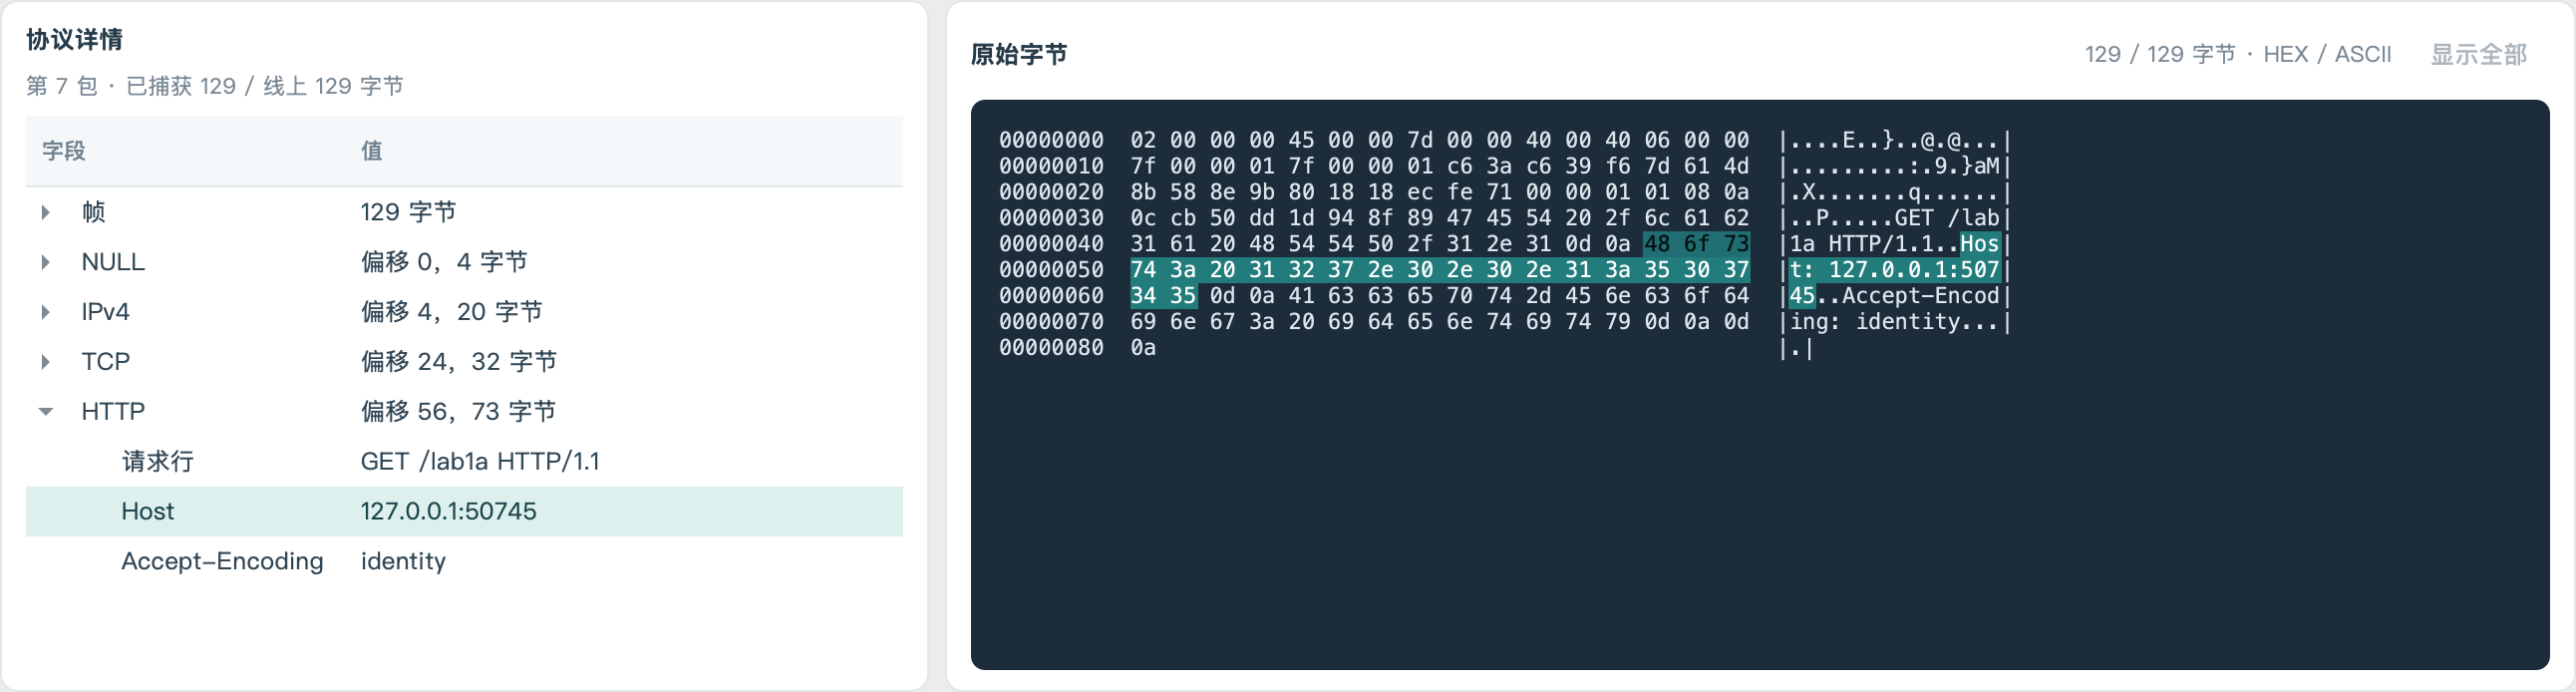 协议详情
第 7 包 · 已捕获 129 / 线上 129 字节
字段 值
帧 129 字节
NULL 偏移 0，4 字节
IPv4 偏移 4，20 字节
TCP 偏移 24，32 字节
HTTP 偏移 56，73 字节
请求行 GET /lab1a HTTP/1.1
Host 127.0.0.1:50745
Accept-Encoding identity
原始字节
129 / 129 字节 · HEX / ASCII 显示全部
00000000 02 00 00 00 45 00 00 7d 00 00 40 00 40 06 00 00 |....E..}..@.@...|
00000010 7f 00 00 01 7f 00 00 01 c6 3a c6 39 f6 7d 61 4d |.........:.9.}aM|
00000020 8b 58 8e 9b 80 18 18 ec fe 71 00 00 01 01 08 0a |.X.......q......|
00000030 0c cb 50 dd 1d 94 8f 89 47 45 54 20 2f 6c 61 62 |..P.....GET /lab|
00000040 31 61 20 48 54 54 50 2f 31 2e 31 0d 0a 48 6f 73 |1a HTTP/1.1..Hos|
00000050 74 3a 20 31 32 37 2e 30 2e 30 2e 31 3a 35 30 37 |t: 127.0.0.1:507|
00000060 34 35 0d 0a 41 63 63 65 70 74 2d 45 6e 63 6f 64 |45..Accept-Encod|
00000070 69 6e 67 3a 20 69 64 65 6e 74 69 74 79 0d 0a 0d |ing: identity...|
00000080 0a |.|